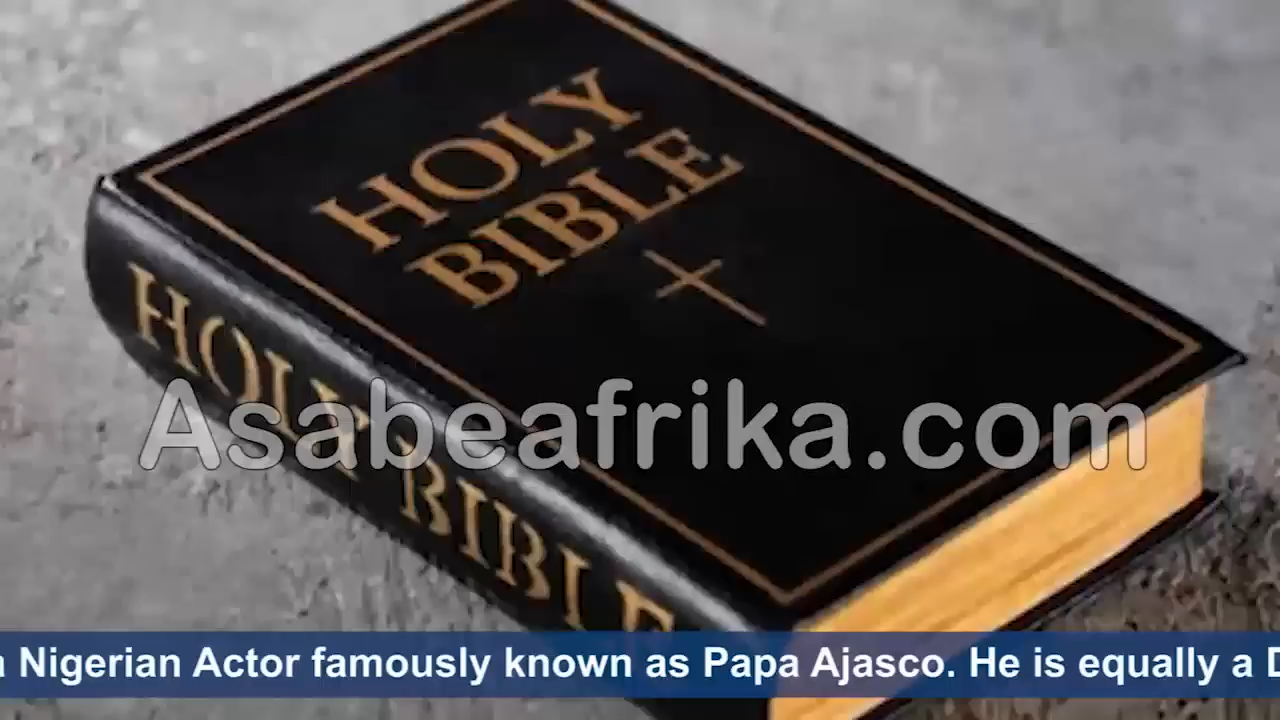 HOLY
BIBLE
HOLY BIBLE
Asabeafrika.com
Nigerian Actor famously known as Papa Ajasco. He is equally a